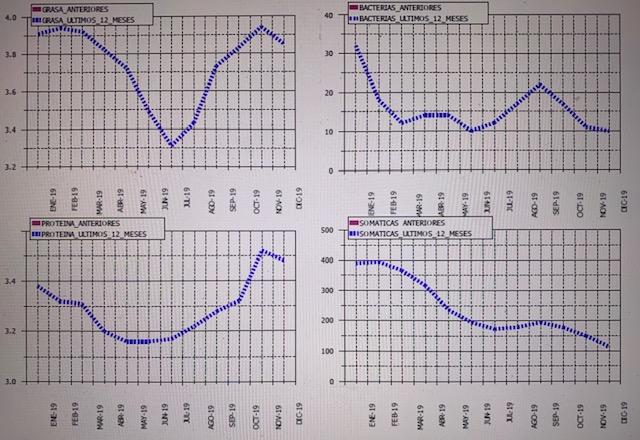 GRASA_ANTERIORES
GRASA_ULTIMOS_12_MESES
4.0
3.8
3.6
3.4
3.2
ENE-19
FEB-19
MAR-19
ABR-19
MAY-19
JUN-19
JUL-19
AGO-19
SEP-19
OCT-19
NOV-19
DEC-19
BACTERIAS_ANTERIORES
BACTERIAS_ULTIMOS_12_MESES
40
30
20
10
0
ENE-19
FEB-19
MAR-19
ABR-19
MAY-19
JUN-19
JUL-19
AGO-19
SEP-19
OCT-19
NOV-19
DEC-19
PROTEINA_ANTERIORES
PROTEINA_ULTIMOS_12_MESES
3.4
3.2
3.0
ENE-19
FEB-19
MAR-19
ABR-19
MAY-19
JUN-19
JUL-19
AGO-19
SEP-19
OCT-19
NOV-19
DEC-19
SOMATICAS ANTERIORES
SOMATICAS_ULTIMOS_12_MESES
500
400
300
200
100
0
ENE-19
FEB-19
MAR-19
ABR-19
MAY-19
JUN-19
JUL-19
AGO-19
SEP-19
OCT-19
NOV-19
DEC-19